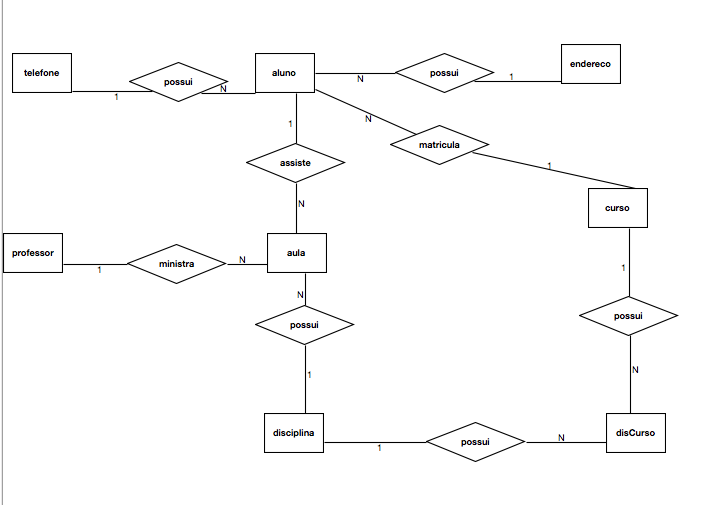 telefone
possui
aluno
possui
endereco
1
N
N
1
1
N
matricula
1
assiste
N
curso
professor
ministra
aula
1
N
1
N
possui
possui
1
N
disciplina
possui
disCurso
1
N